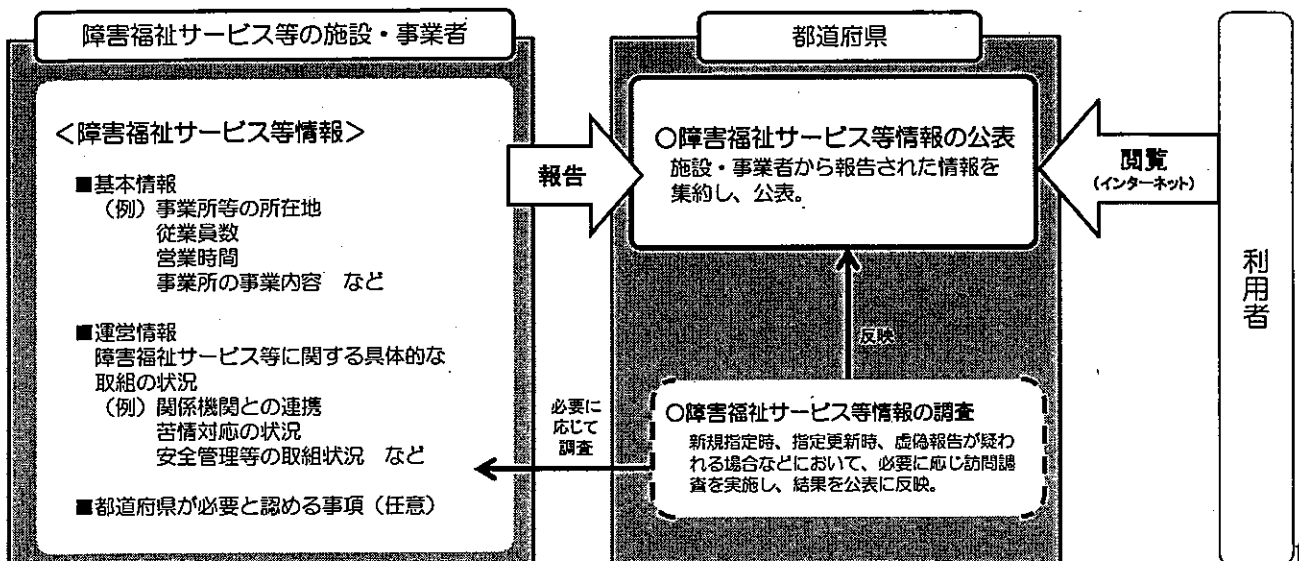 障害福祉サービス等の施設・事業者
<障害福祉サービス等情報>
■基本情報
(例)事業所等の所在地
従業員数
営業時間
事業所の事業内容 など
■運営情報
障害福祉サービス等に関する具体的な
取組の状況
(例)関係機関との連携
苦情対応の状況
安全管理等の取組状況 など
■都道府県が必要と認める事項(任意)
報告
必要に
応じて
調査
都道府県
○障害福祉サービス等情報の公表
施設・事業者から報告された情報を
集約し、公表。
反映
○障害福祉サービス等情報の調査
新規指定時、指定更新時、虚偽報告が疑わ
れる場合などにおいて、必要に応じ訪問調
査を実施し、結果を公表に反映。
閲覧
(インターネット)
利用者